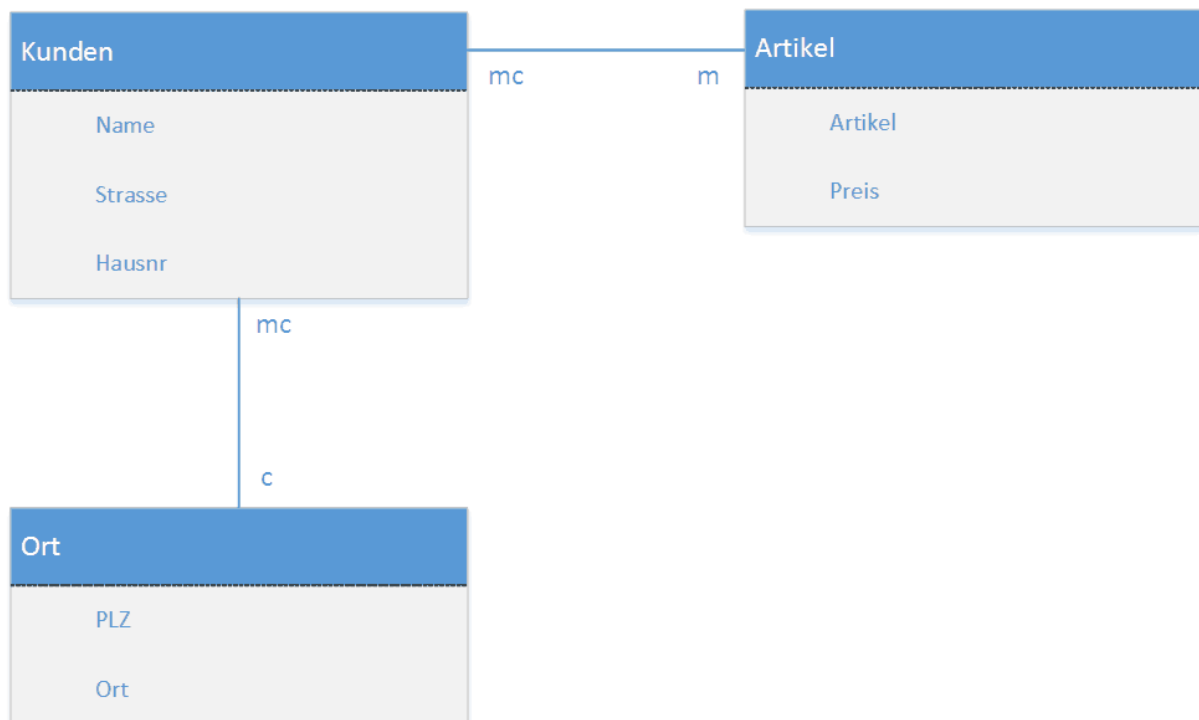 Kunden
Artikel
mc
m
Name
Artikel
Strasse
Preis
Hausnr
mc
c
Ort
PLZ
Ort